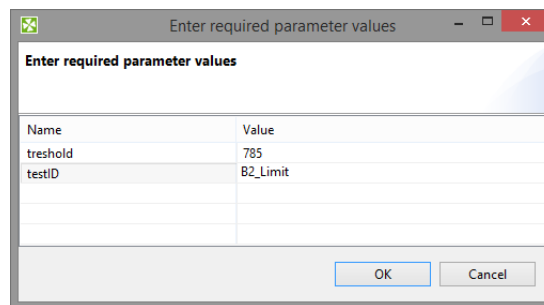 Enter required parameter values
Enter required parameter values
Name Value
treshold 785
testID B2_Limit
OK Cancel